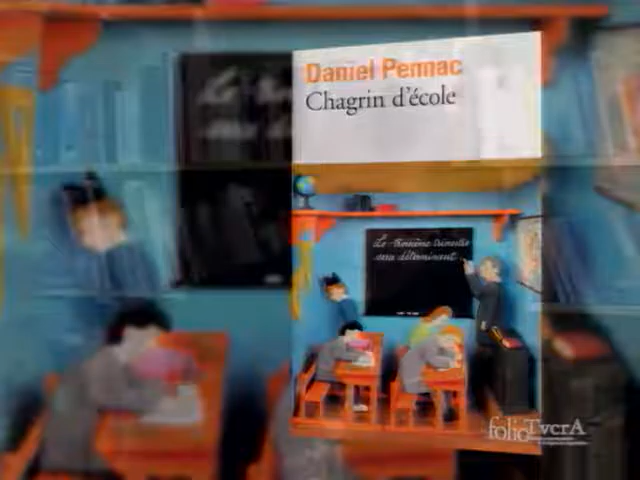 Daniel Pennac
Chagrin d'école
Le troisième trimestre
sera déterminant.
folio